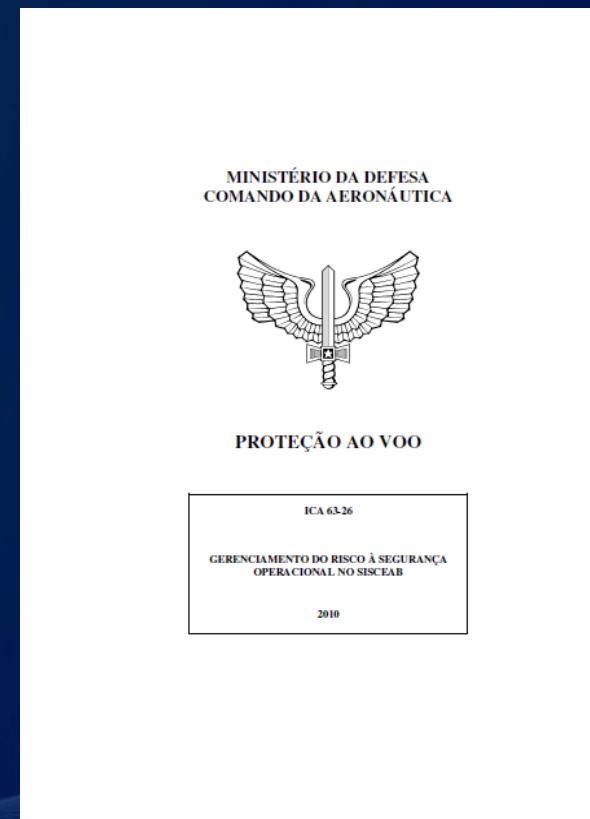 MINISTÉRIO DA DEFESA
COMANDO DA AERONÁUTICA
PROTEÇÃO AO VOO
ICA 63-26
GERENCIAMENTO DO RISCO À SEGURANÇA
OPERACIONAL NO SISCEAB
2010